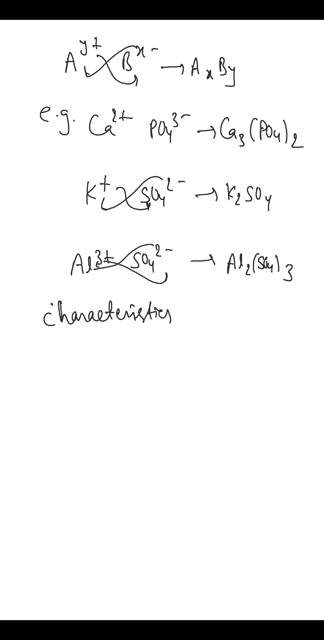 A^y+ B^x- → AxBy
e.g. Ca^2+ PO4^3- → Ca3(PO4)2
K^+ SO4^2- → K2SO4
Al^3+ SO4^2- → Al2(SO4)3
characteristics